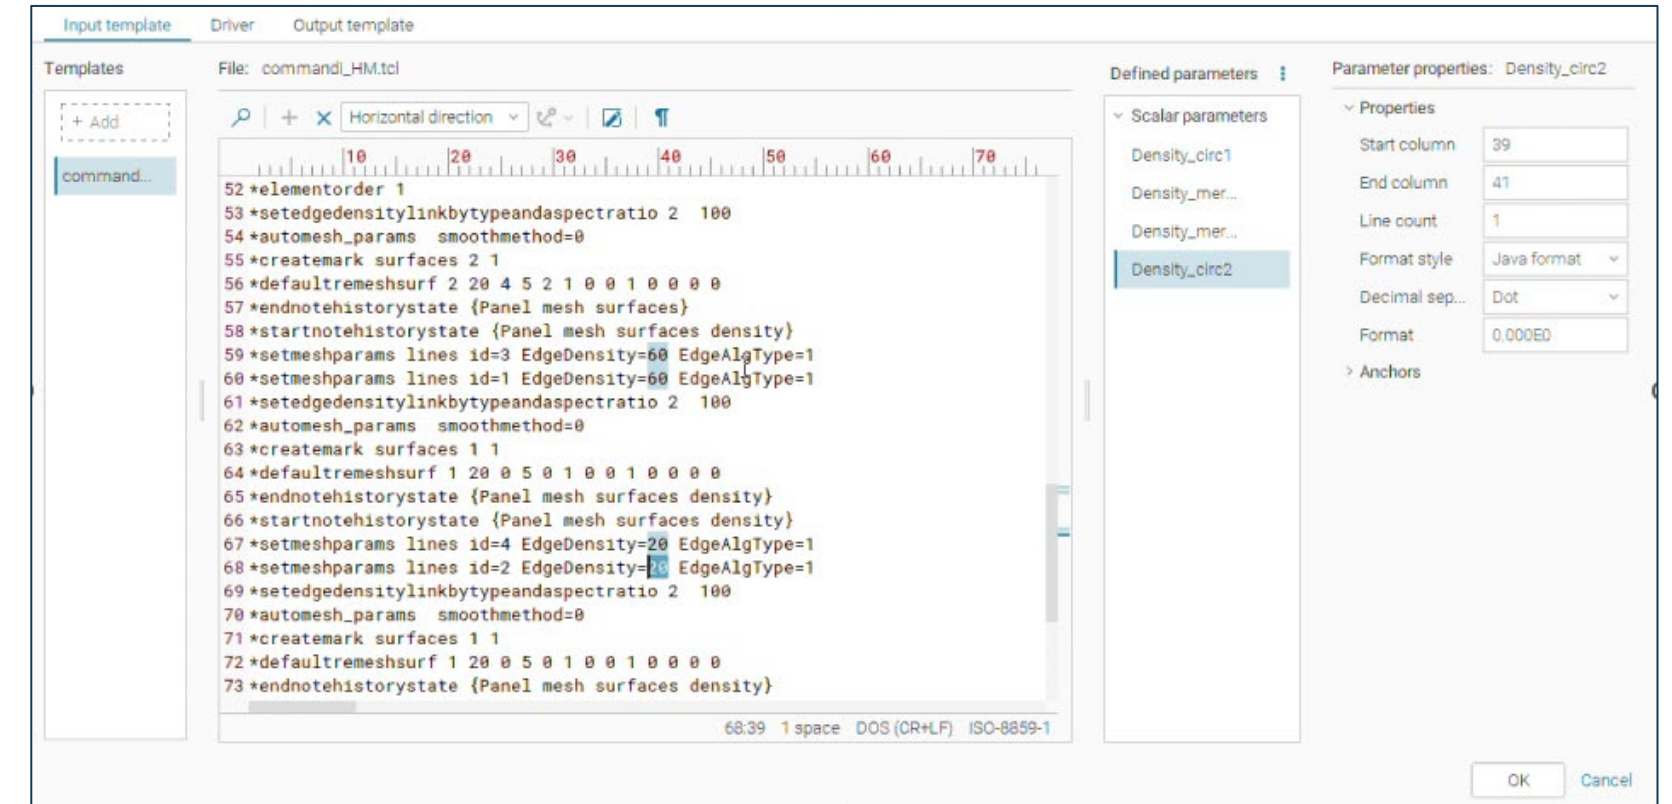 Input template Driver Output template
Templates
+ Add
command...
File: commandi_HM.tcl
Horizontal direction
10 20 30 40 50 60 70
52 *elementorder 1
53 *setedgedensitylinkbytypeandaspectratio 2  100
54 *automesh_params  smoothmethod=0
55 *createmark surfaces 2 1
56 *defaultremeshsurf 2 20 4 5 2 1 0 0 1 0 0 0 0
57 *endnotehistorystate {Panel mesh surfaces}
58 *startnotehistorystate {Panel mesh surfaces density}
59 *setmeshparams lines id=3 EdgeDensity=60 EdgeAlgType=1
60 *setmeshparams lines id=1 EdgeDensity=60 EdgeAlgType=1
61 *setedgedensitylinkbytypeandaspectratio 2  100
62 *automesh_params  smoothmethod=0
63 *createmark surfaces 1 1
64 *defaultremeshsurf 1 20 0 5 0 1 0 0 1 0 0 0 0
65 *endnotehistorystate {Panel mesh surfaces density}
66 *startnotehistorystate {Panel mesh surfaces density}
67 *setmeshparams lines id=4 EdgeDensity=20 EdgeAlgType=1
68 *setmeshparams lines id=2 EdgeDensity=20 EdgeAlgType=1
69 *setedgedensitylinkbytypeandaspectratio 2  100
70 *automesh_params  smoothmethod=0
71 *createmark surfaces 1 1
72 *defaultremeshsurf 1 20 0 5 0 1 0 0 1 0 0 0 0
73 *endnotehistorystate {Panel mesh surfaces density}
68:39 1 space DOS (CR+LF) ISO-8859-1
Defined parameters
Scalar parameters
Density_circ1
Density_mer...
Density_mer...
Density_circ2
Parameter properties: Density_circ2
Properties
Start column 39
End column 41
Line count 1
Format style Java format
Decimal sep... Dot
Format 0.000E0
Anchors
OK Cancel